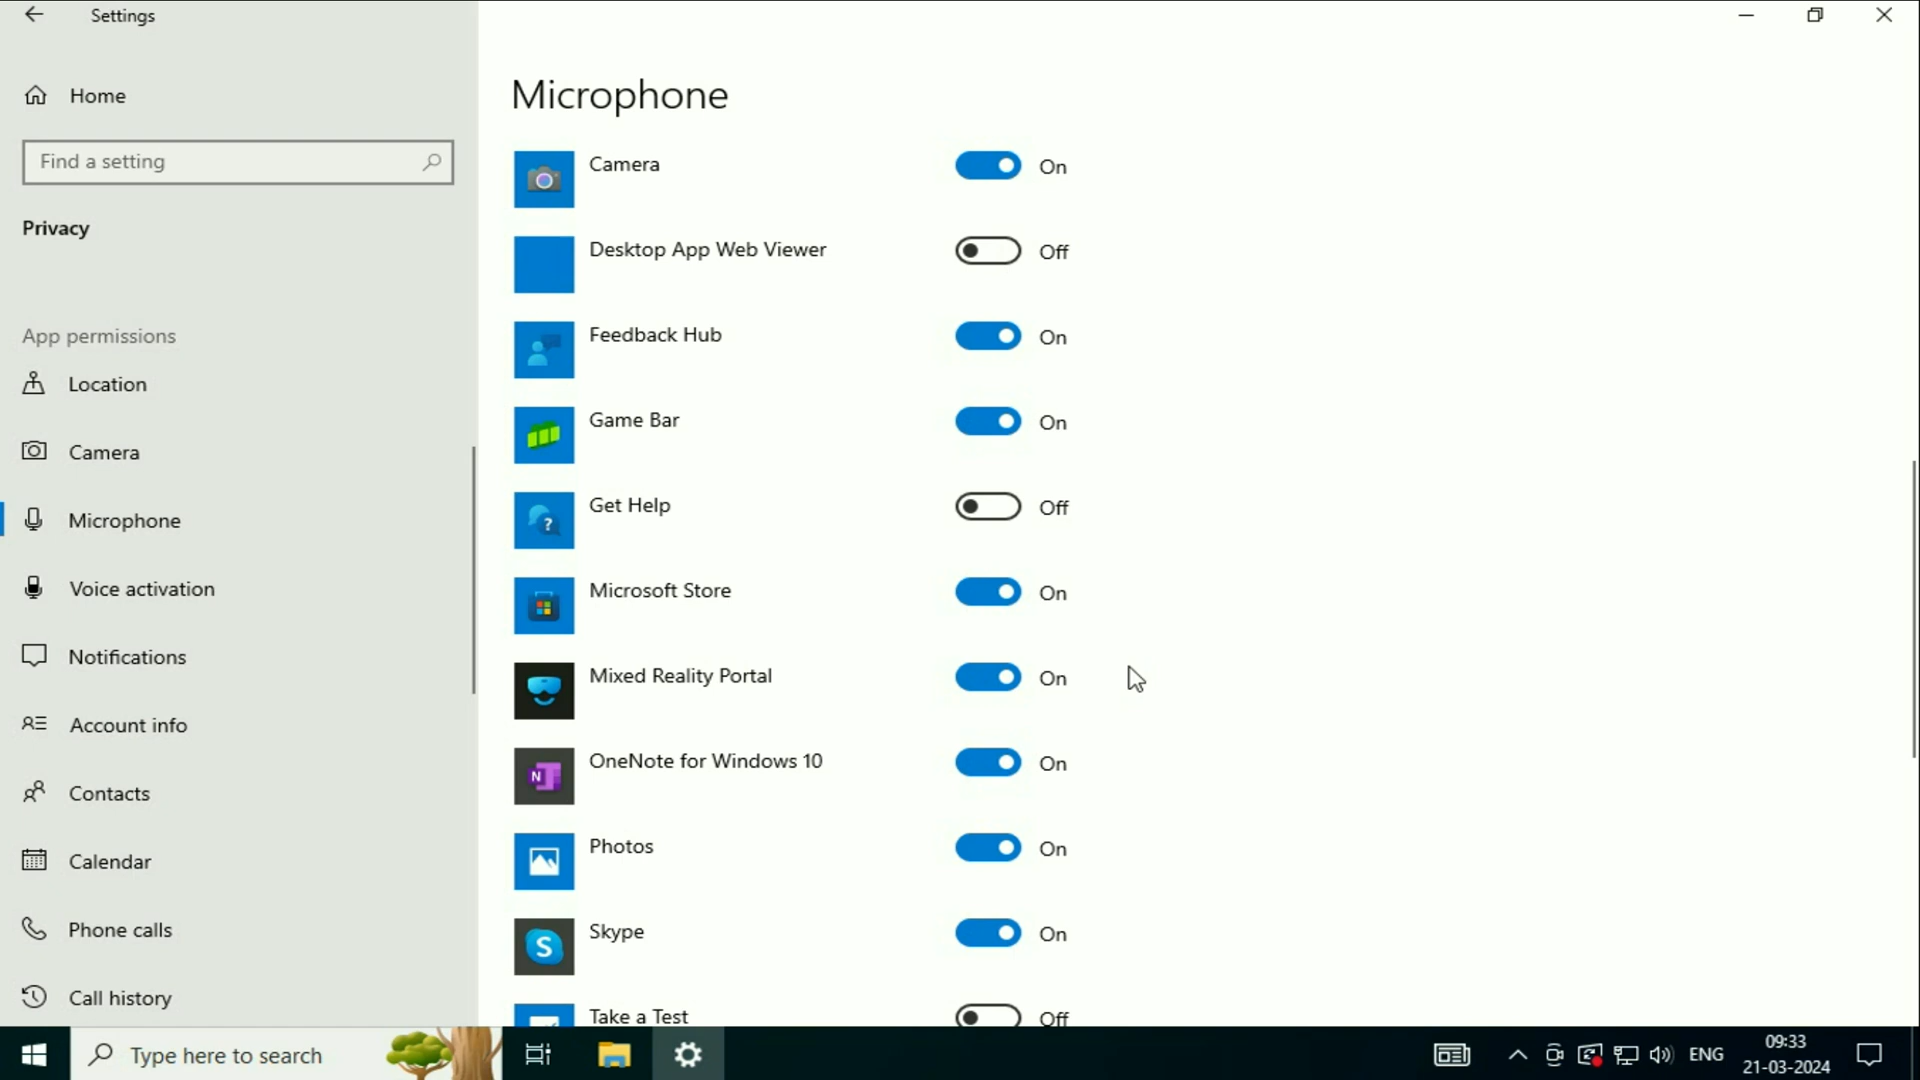 Settings
Home
Find a setting
Privacy
App permissions
Location
Camera
Microphone
Voice activation
Notifications
Account info
Contacts
Calendar
Phone calls
Call history
Microphone
Camera On
Desktop App Web Viewer Off
Feedback Hub On
Game Bar On
Get Help Off
Microsoft Store On
Mixed Reality Portal On
OneNote for Windows 10 On
Photos On
Skype On
Take a Test Off
Type here to search
ENG
09:33
21-03-2024